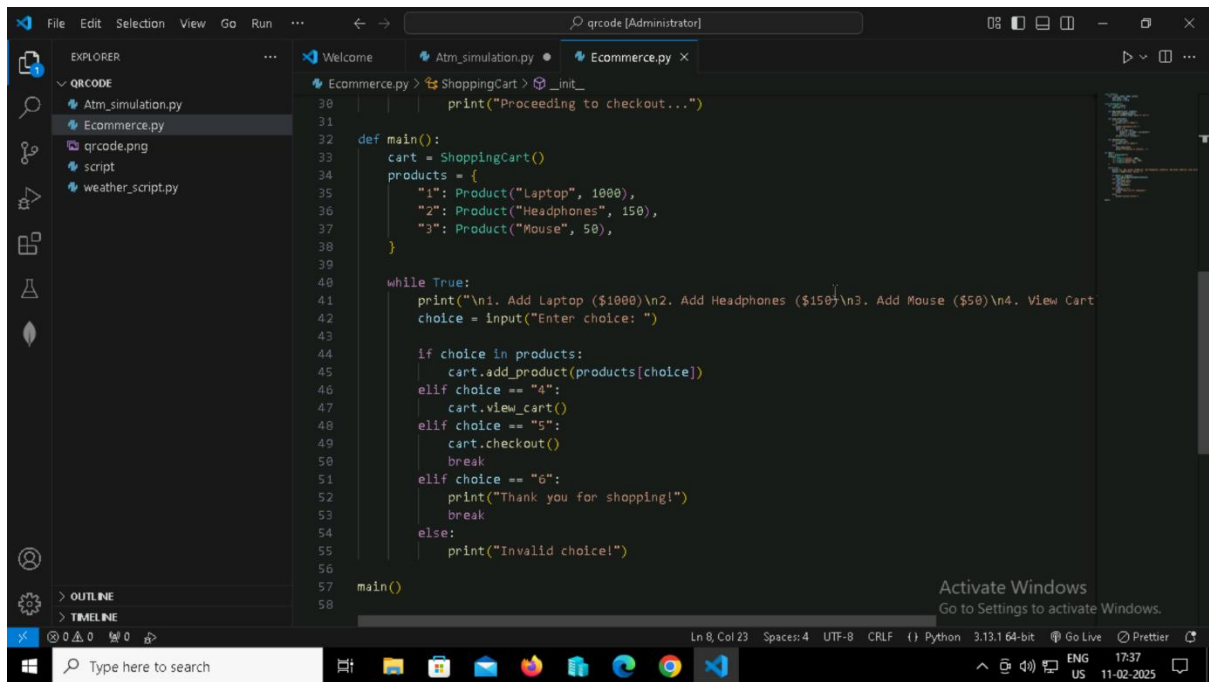 File Edit Selection View Go Run ··· qrcode [Administrator]
EXPLORER ···
QRCODE
Atm_simulation.py
Ecommerce.py
qrcode.png
script
weather_script.py
OUTLINE
TIMELINE
1
Welcome Atm_simulation.py Ecommerce.py
Ecommerce.py > ShoppingCart > __init__
30 print("Proceeding to checkout...")
31
32 def main():
33 cart = ShoppingCart()
34 products = {
35 "1": Product("Laptop", 1000),
36 "2": Product("Headphones", 150),
37 "3": Product("Mouse", 50),
38 }
39
40 while True:
41 print("\n1. Add Laptop ($1000)\n2. Add Headphones ($150)\n3. Add Mouse ($50)\n4. View Cart
42 choice = input("Enter choice: ")
43
44 if choice in products:
45 cart.add_product(products[choice])
46 elif choice == "4":
47 cart.view_cart()
48 elif choice == "5":
49 cart.checkout()
50 break
51 elif choice == "6":
52 print("Thank you for shopping!")
53 break
54 else:
55 print("Invalid choice!")
56
57 main()
58
Activate Windows
Go to Settings to activate Windows.
0 0 0 Ln 8, Col 23 Spaces: 4 UTF-8 CRLF {} Python 3.13.1 64-bit Go Live Prettier
Type here to search ENG 17:37
US 11-02-2025